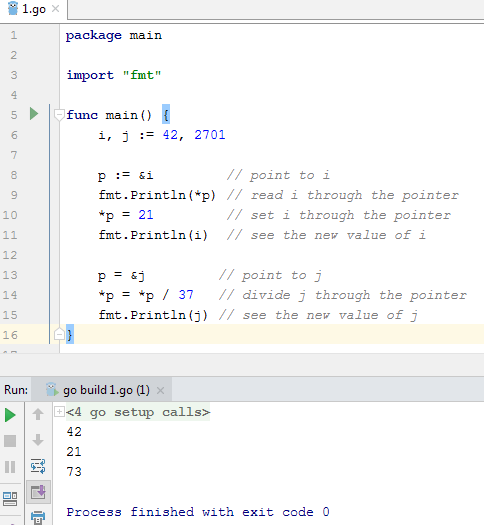 1.go
1 package main
2
3 import "fmt"
4
5 func main() {
6 i, j := 42, 2701
7
8 p := &i // point to i
9 fmt.Println(*p) // read i through the pointer
10 *p = 21 // set i through the pointer
11 fmt.Println(i) // see the new value of i
12
13 p = &j // point to j
14 *p = *p / 37 // divide j through the pointer
15 fmt.Println(j) // see the new value of j
16 }
Run: go build 1.go (1)
<4 go setup calls>
42
21
73
Process finished with exit code 0